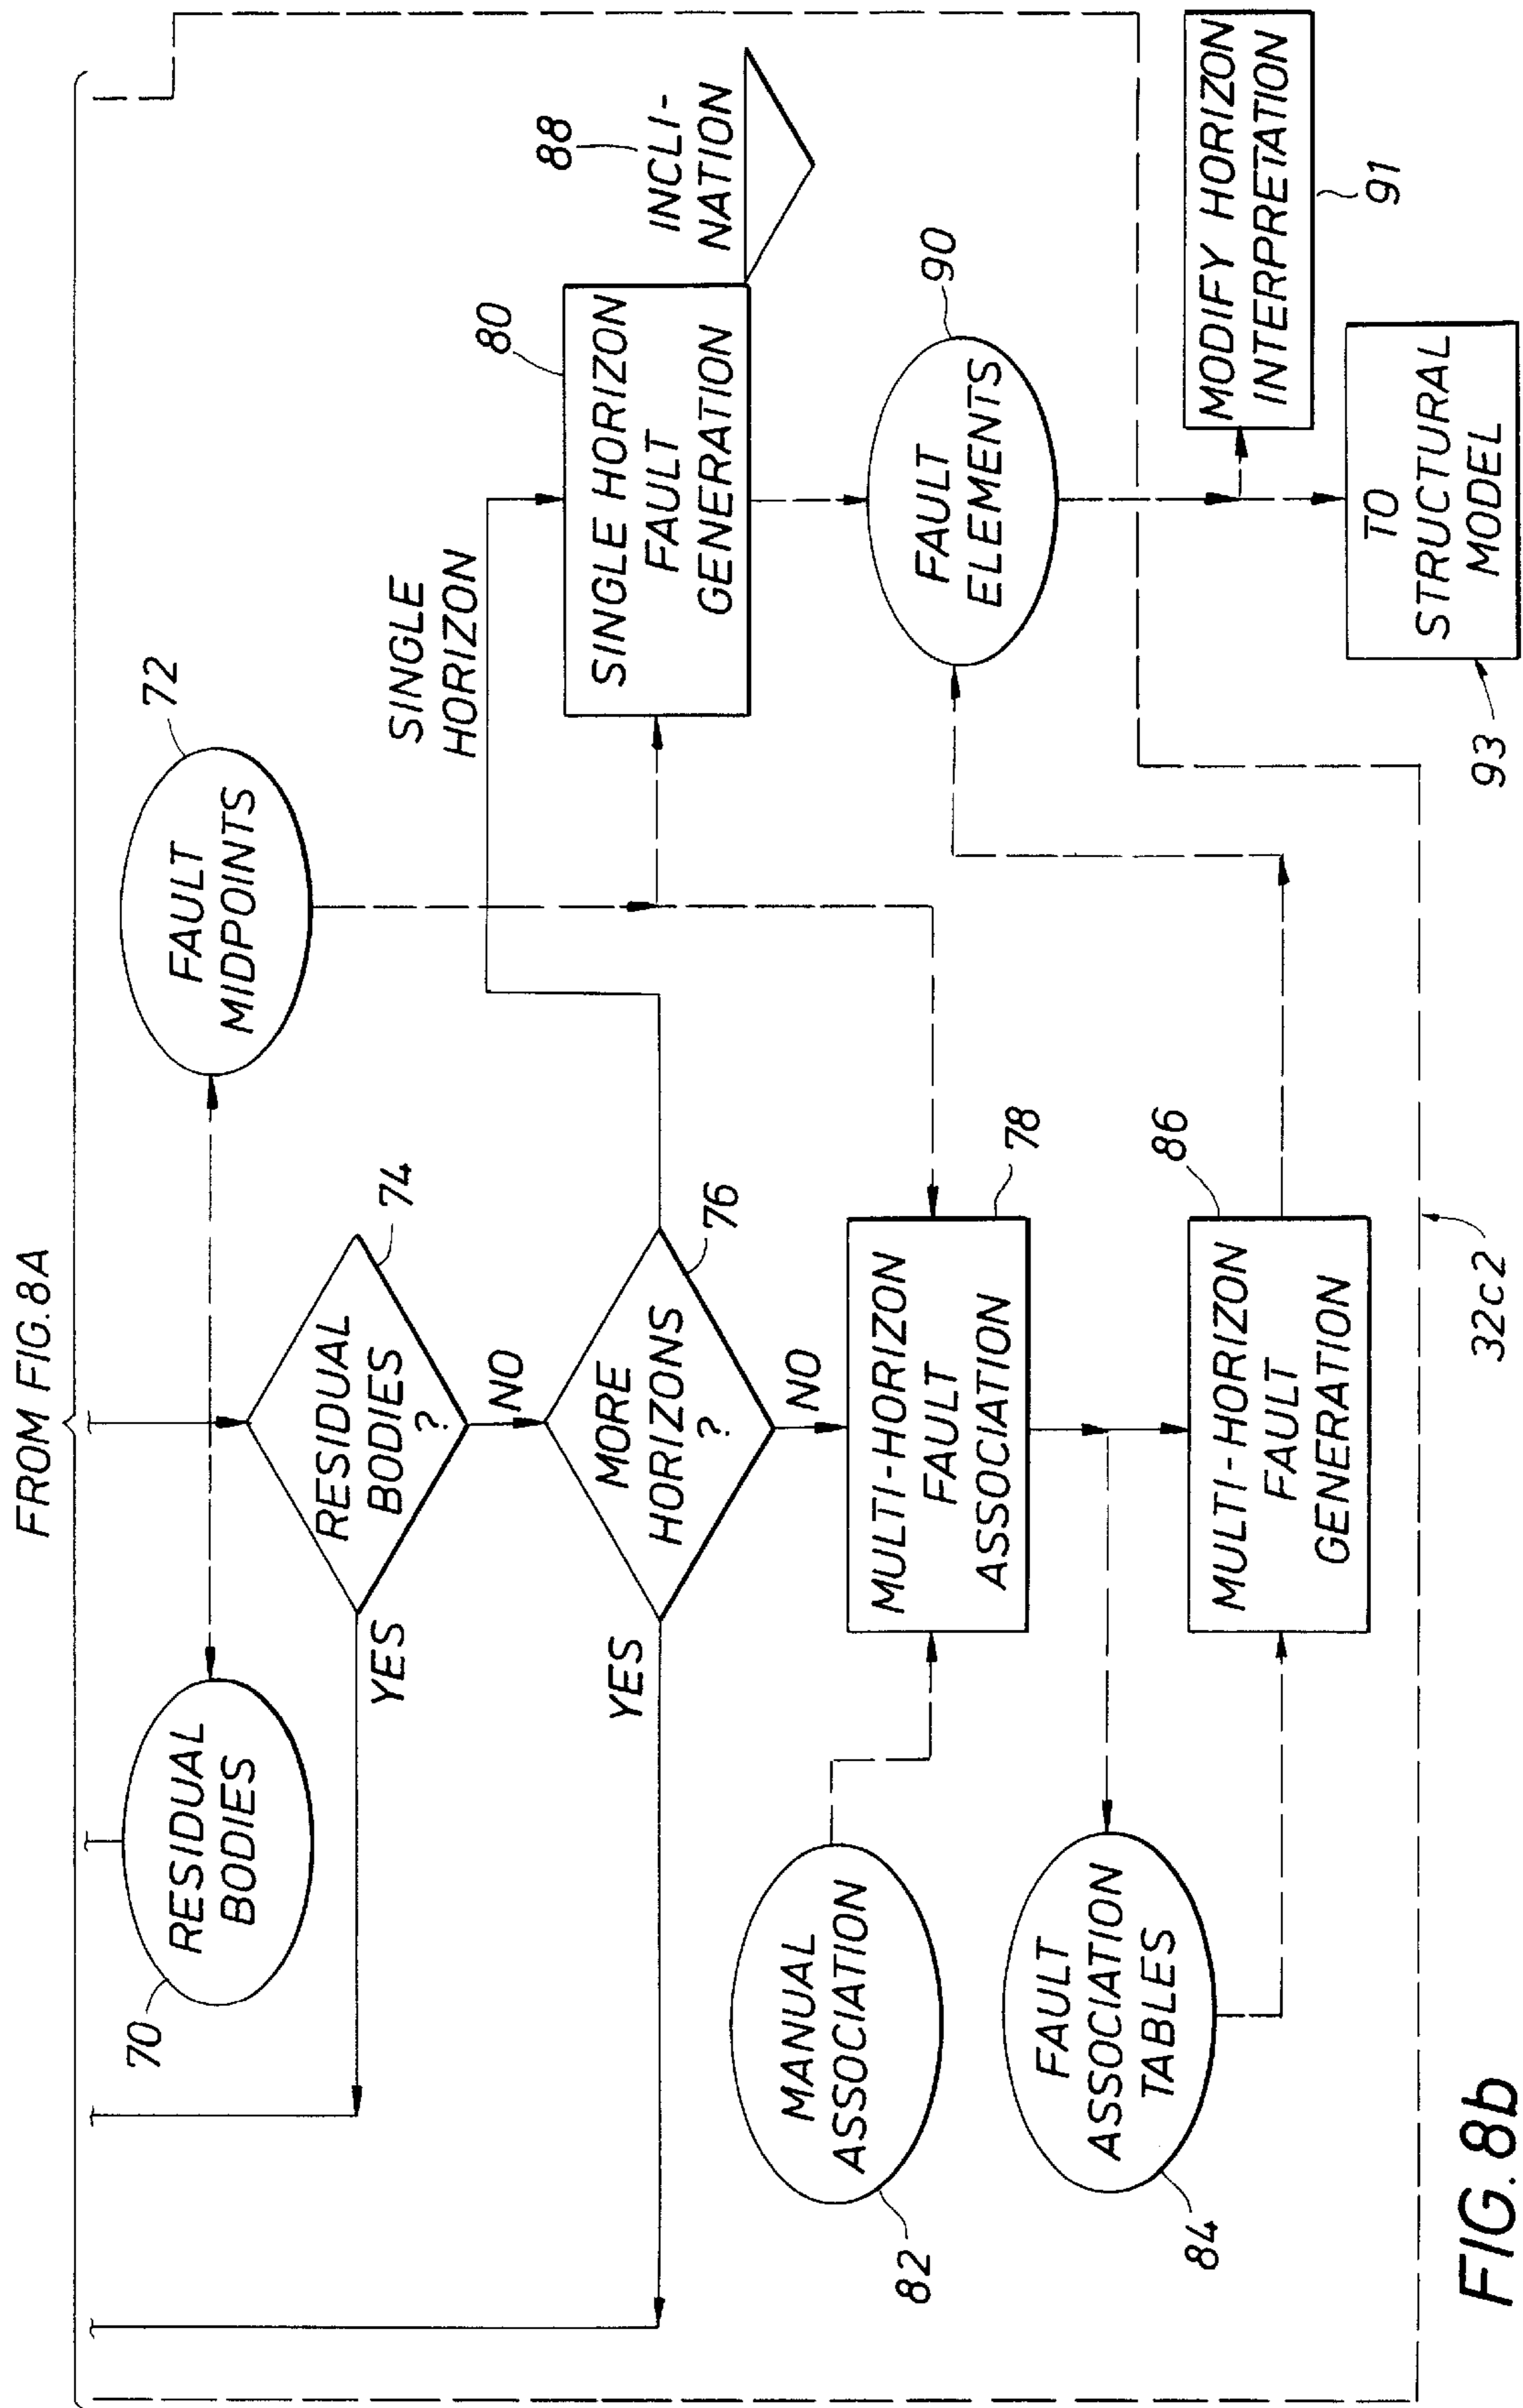 FROM FIG.8A
70
RESIDUAL
BODIES
FAULT
MIDPOINTS
72
RESIDUAL
BODIES
?
74
YES
NO
MORE
HORIZONS
?
76
YES
NO
SINGLE
HORIZON
MULTI-HORIZON
FAULT
ASSOCIATION
78
SINGLE HORIZON
FAULT
GENERATION
80
INCLI-
NATION
88
MANUAL
ASSOCIATION
82
FAULT
ASSOCIATION
TABLES
84
MULTI-HORIZON
FAULT
GENERATION
86
FAULT
ELEMENTS
90
MODIFY HORIZON
INTERPRETATION
91
TO
STRUCTURAL
MODEL
93
32c2
FIG.8b